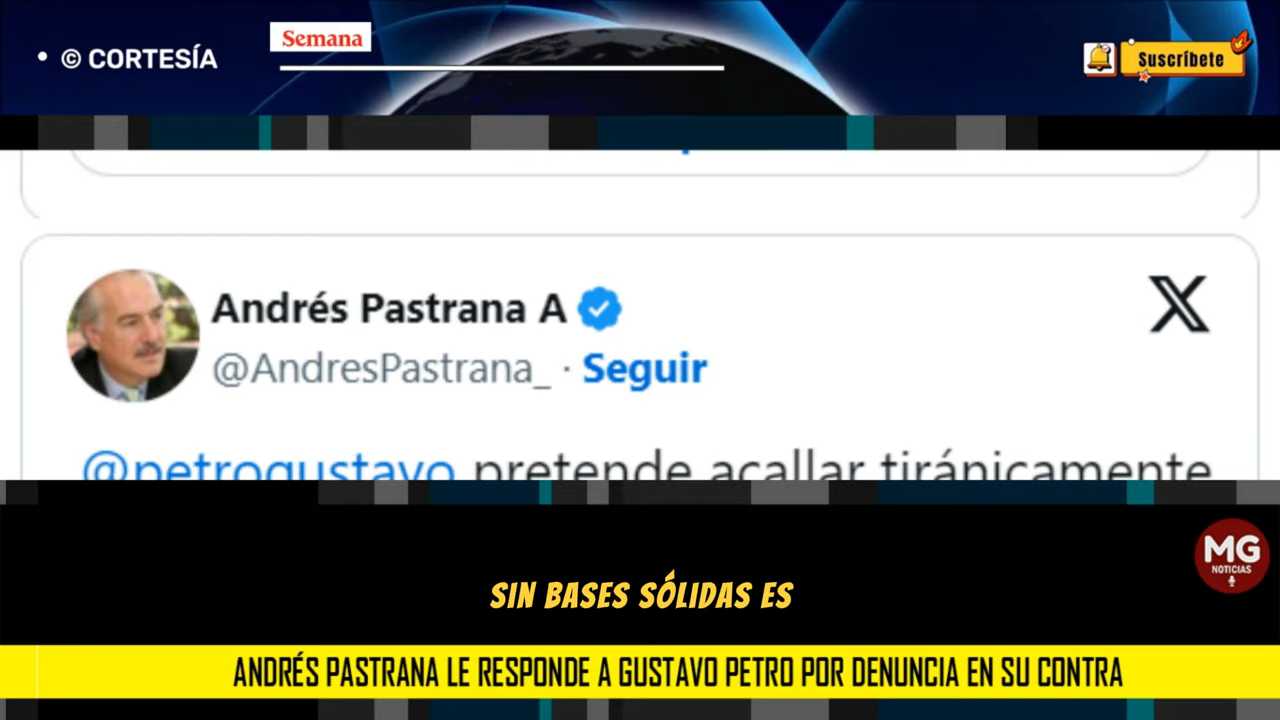 • © CORTESÍA
Semana
Suscríbete
Andrés Pastrana A
@AndresPastrana_ · Seguir
@petrogustavo pretende acallar tiránicamente
MG
NOTICIAS
SIN BASES SÓLIDAS ES
ANDRÉS PASTRANA LE RESPONDE A GUSTAVO PETRO POR DENUNCIA EN SU CONTRA